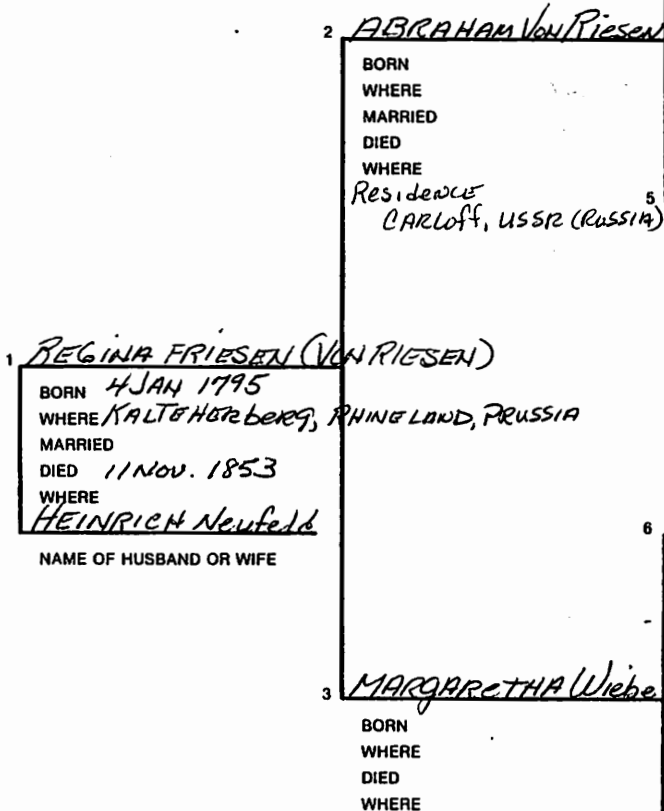 2 ABRAHAM VON Riesen
BORN
WHERE
MARRIED
DIED
WHERE
Residence
5
CARLOff, USSR (RUSSIA)
1 REGINA FRIESEN (VON RIESEN)
BORN 4 JAN 1795
WHERE KALTEHERbERG, RHINELAND, PRUSSIA
MARRIED
DIED 11 NOV. 1853
WHERE
HEINRICH Neufeld
NAME OF HUSBAND OR WIFE
6
3 MARGARETHA Wiebe
BORN
WHERE
DIED
WHERE